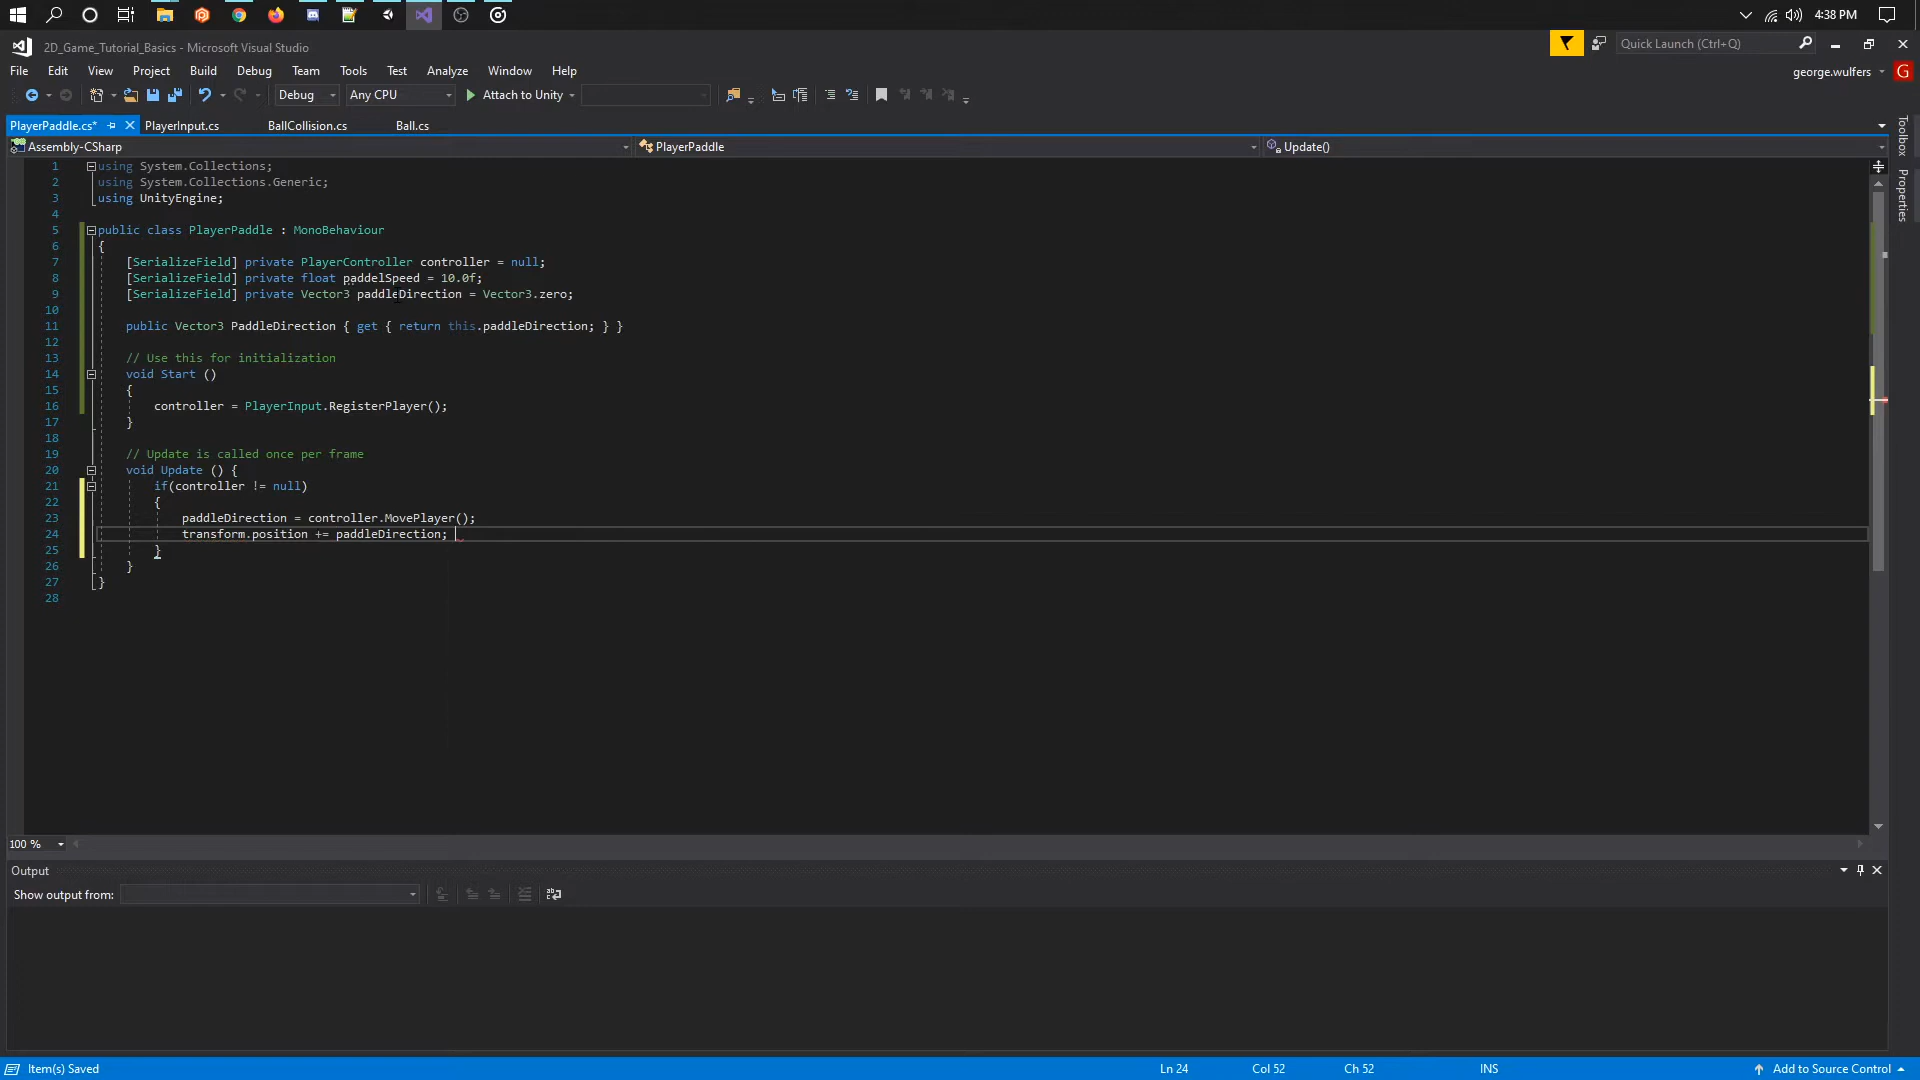 4:38 PM
2D_Game_Tutorial_Basics - Microsoft Visual Studio
Quick Launch (Ctrl+Q)
File Edit View Project Build Debug Team Tools Test Analyze Window Help
george.wulfers G
Debug Any CPU Attach to Unity
PlayerPaddle.cs* PlayerInput.cs BallCollision.cs Ball.cs
Assembly-CSharp PlayerPaddle Update()
Toolbox
Properties
1 using System.Collections;
2 using System.Collections.Generic;
3 using UnityEngine;
4
5 public class PlayerPaddle : MonoBehaviour
6 {
7 [SerializeField] private PlayerController controller = null;
8 [SerializeField] private float paddelSpeed = 10.0f;
9 [SerializeField] private Vector3 paddleDirection = Vector3.zero;
10
11 public Vector3 PaddleDirection { get { return this.paddleDirection; } }
12
13 // Use this for initialization
14 void Start ()
15 {
16 controller = PlayerInput.RegisterPlayer();
17 }
18
19 // Update is called once per frame
20 void Update () {
21 if(controller != null)
22 {
23 paddleDirection = controller.MovePlayer();
24 transform.position += paddleDirection;
25 }
26 }
27 }
28
100 %
Output
Show output from:
Item(s) Saved Ln 24 Col 52 Ch 52 INS Add to Source Control